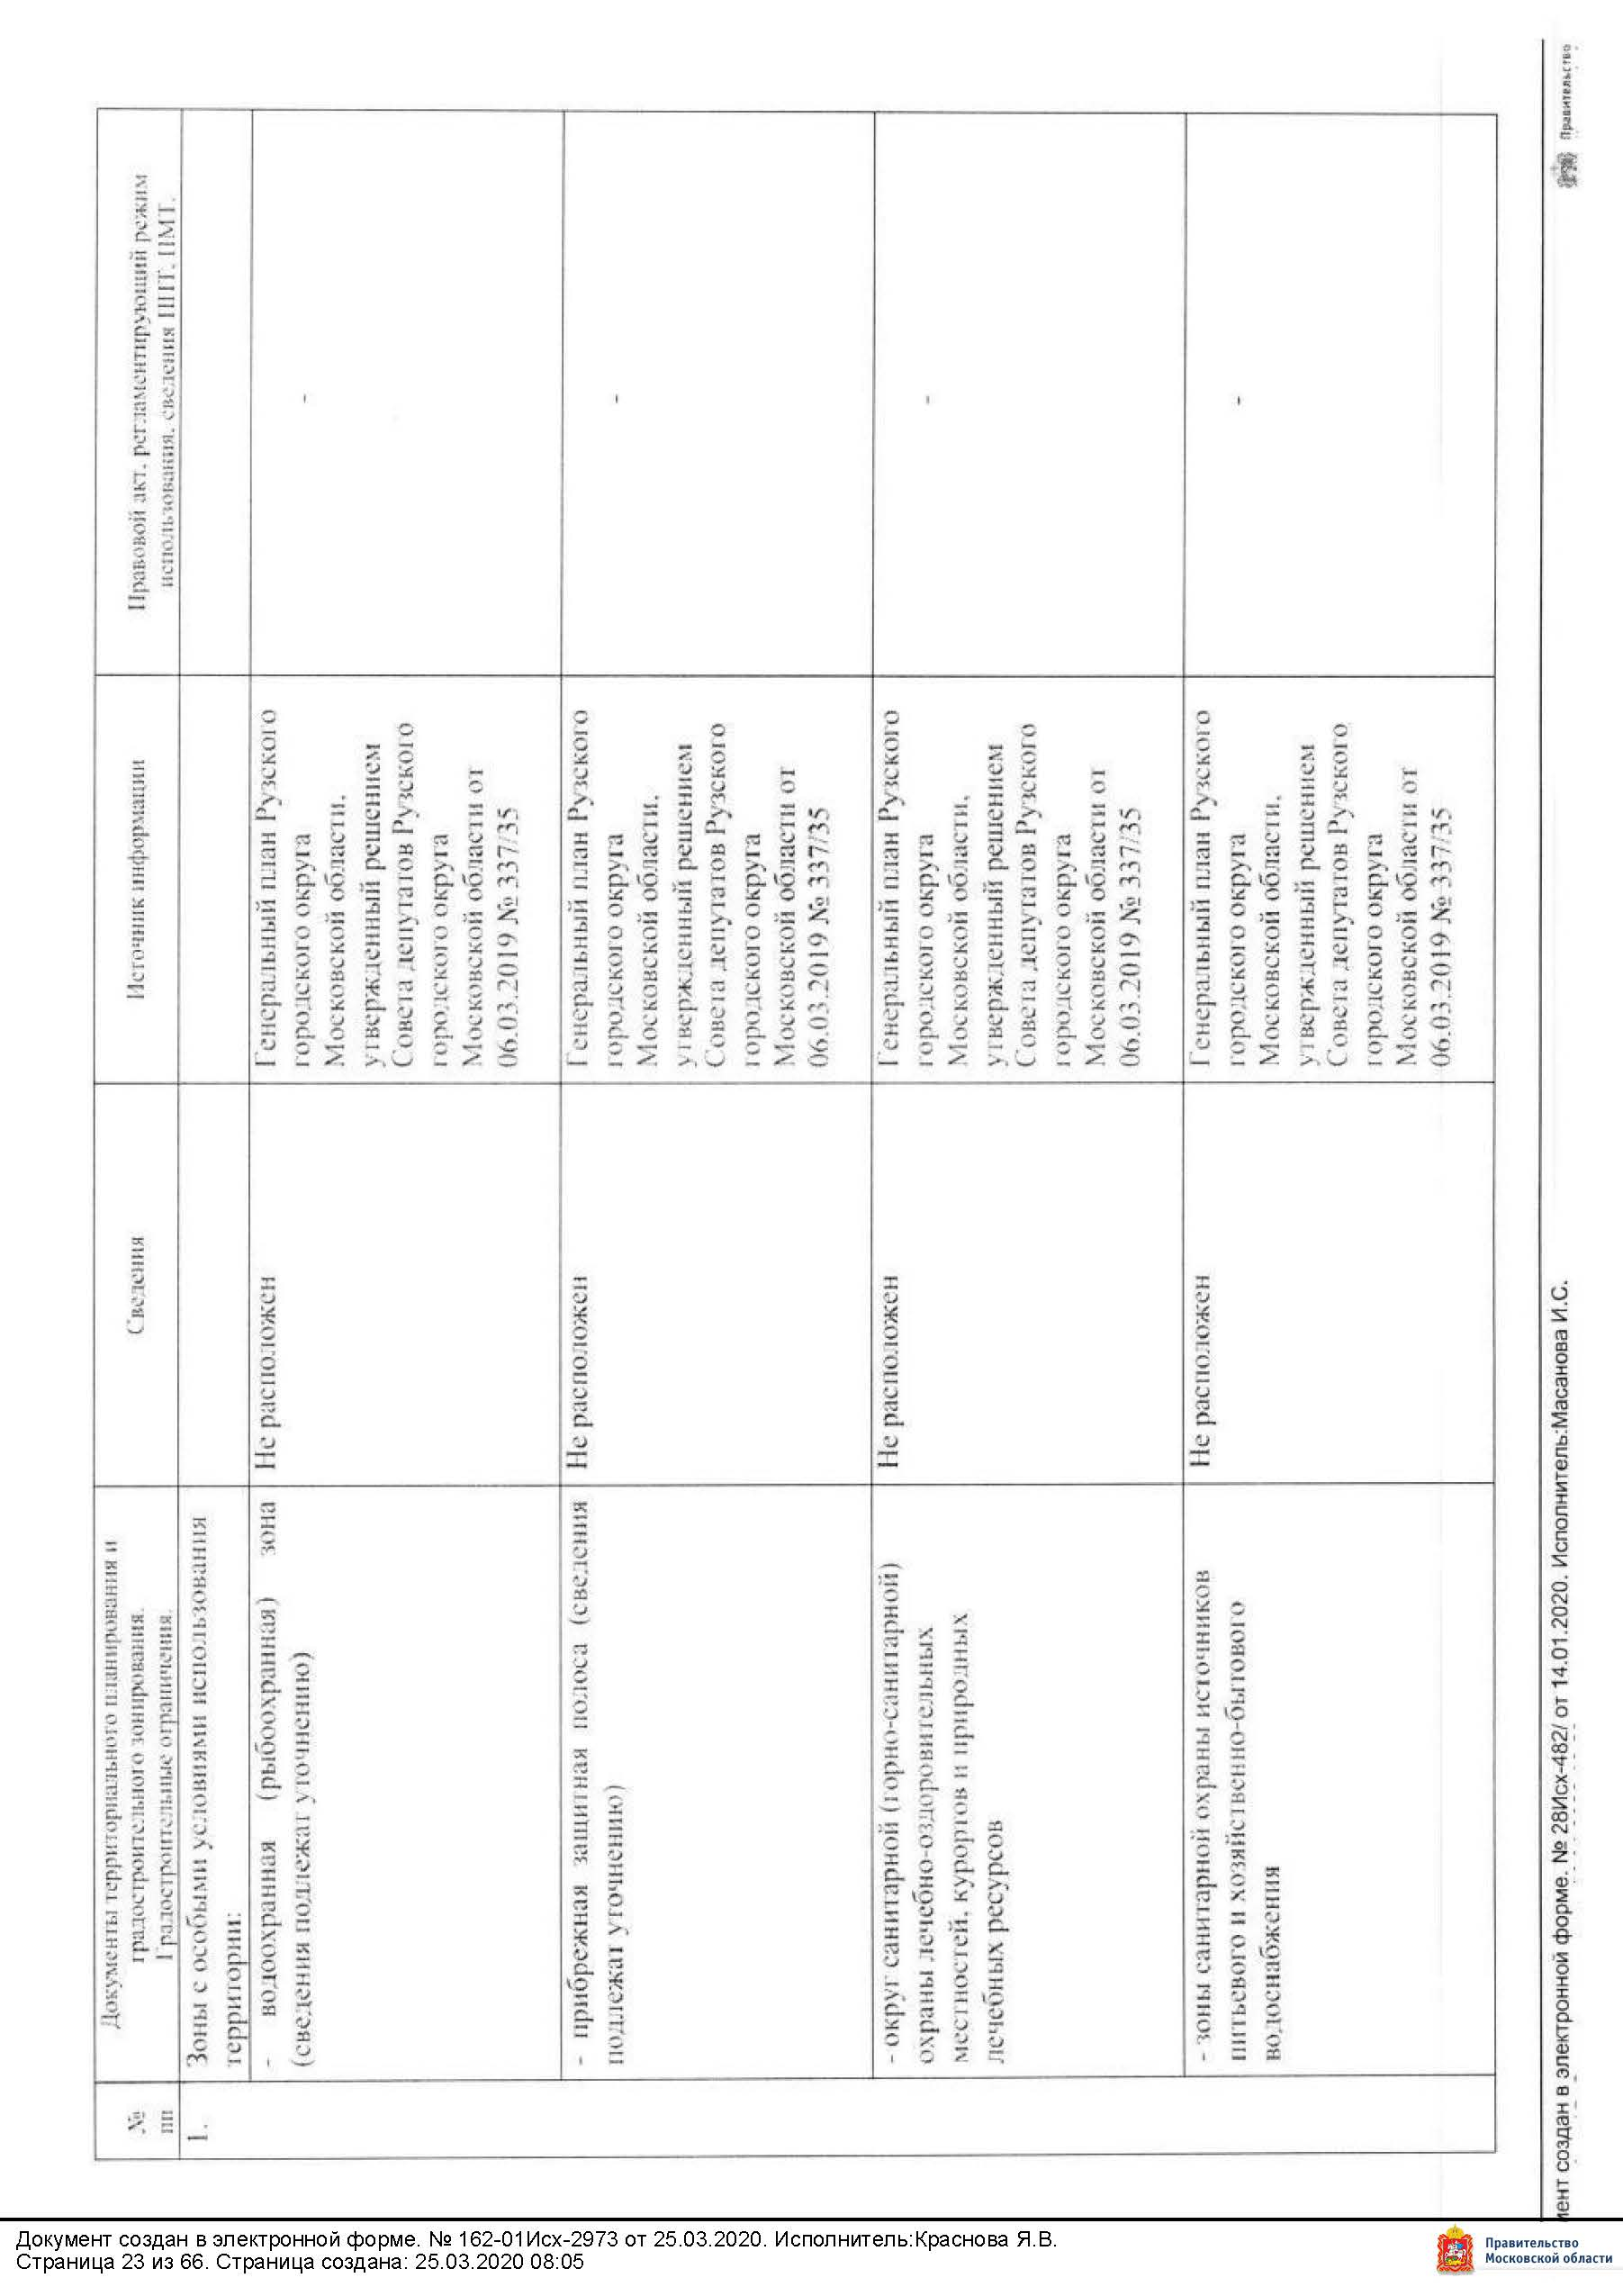 №
пп
Документы территориального планирования и
градостроительного зонирования.
Градостроительные ограничения.
Сведения
Источник информации
Правовой акт, регламентирующий режим
использования, сведения ППТ, ПМТ.
1.
Зоны с особыми условиями использования
территории:
- водоохранная (рыбоохранная) зона
(сведения подлежат уточнению)
Не расположен
Генеральный план Рузского
городского округа
Московской области,
утвержденный решением
Совета депутатов Рузского
городского округа
Московской области от
06.03.2019 № 337/35
-
- прибрежная защитная полоса (сведения
подлежат уточнению)
Не расположен
Генеральный план Рузского
городского округа
Московской области,
утвержденный решением
Совета депутатов Рузского
городского округа
Московской области от
06.03.2019 № 337/35
-
- округ санитарной (горно-санитарной)
охраны лечебно-оздоровительных
местностей, курортов и природных
лечебных ресурсов
Не расположен
Генеральный план Рузского
городского округа
Московской области,
утвержденный решением
Совета депутатов Рузского
городского округа
Московской области от
06.03.2019 № 337/35
-
- зоны санитарной охраны источников
питьевого и хозяйственно-бытового
водоснабжения
Не расположен
Генеральный план Рузского
городского округа
Московской области,
утвержденный решением
Совета депутатов Рузского
городского округа
Московской области от
06.03.2019 № 337/35
-
мент создан в электронной форме. № 28Исх-482/ от 14.01.2020. Исполнитель:Масанова И.С.
Правительство
Документ создан в электронной форме. № 162-01Исх-2973 от 25.03.2020. Исполнитель:Краснова Я.В.
Страница 23 из 66. Страница создана: 25.03.2020 08:05
Правительство
Московской области